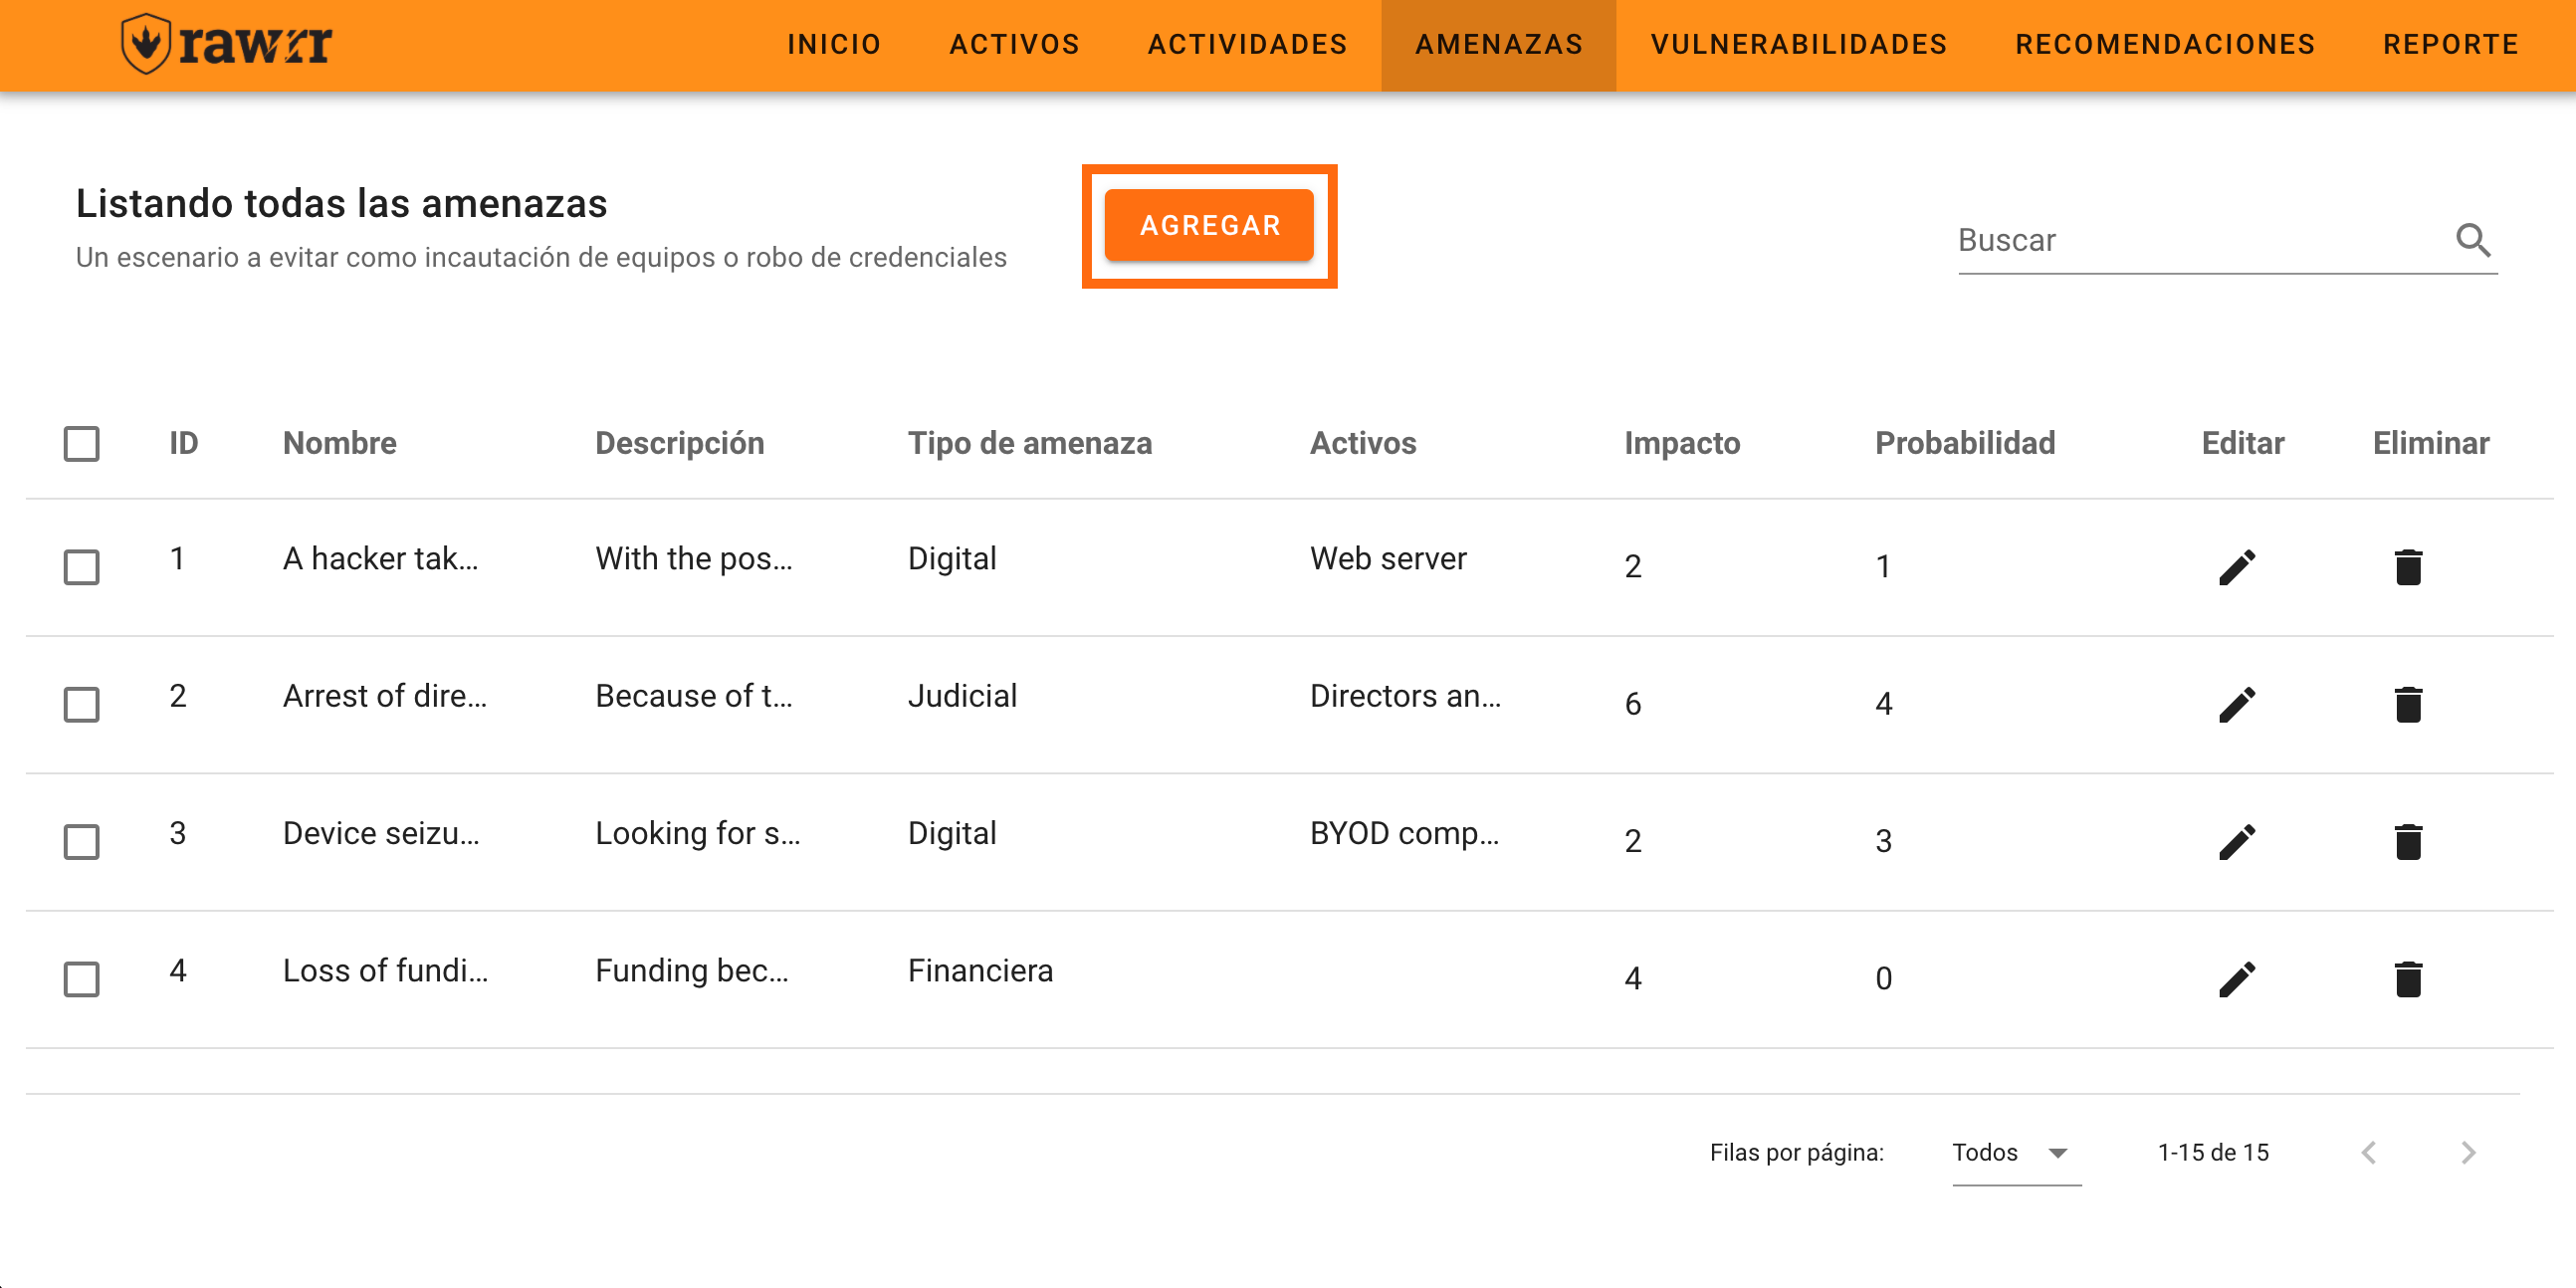 rawrr INICIO ACTIVOS ACTIVIDADES AMENAZAS VULNERABILIDADES RECOMENDACIONES REPORTE
Listando todas las amenazas
Un escenario a evitar como incautación de equipos o robo de credenciales
AGREGAR
Buscar
ID Nombre Descripción Tipo de amenaza Activos Impacto Probabilidad Editar Eliminar
1 A hacker tak... With the pos... Digital Web server 2 1
2 Arrest of dire... Because of t... Judicial Directors an... 6 4
3 Device seizu... Looking for s... Digital BYOD comp... 2 3
4 Loss of fundi... Funding bec... Financiera 4 0
Filas por página: Todos 1-15 de 15